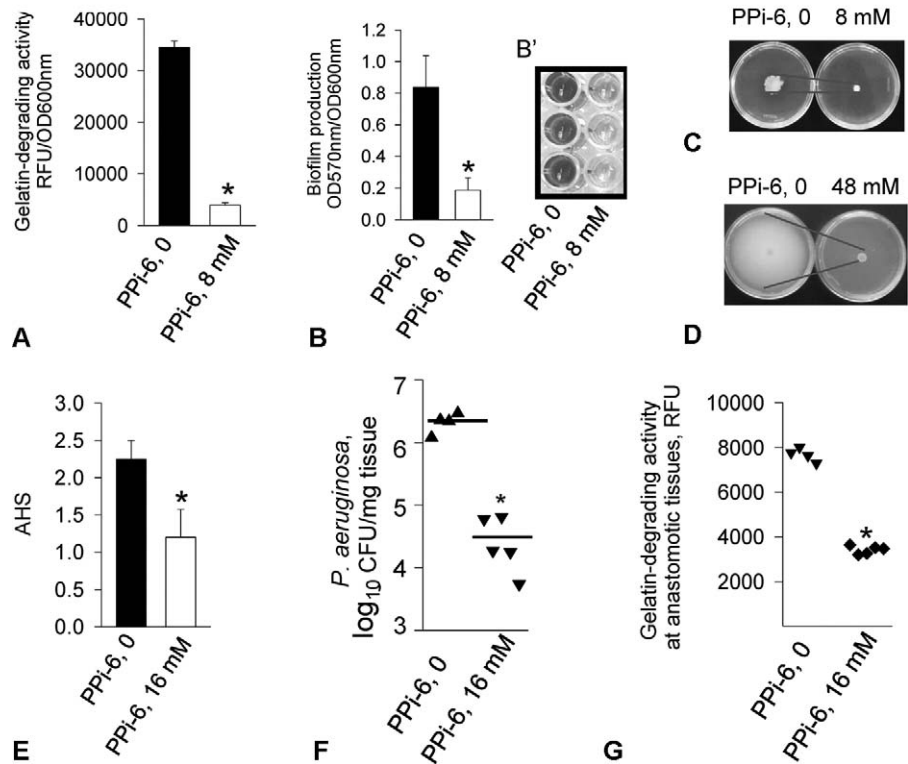 Gelatin-degrading activity
RFU/OD600nm
40000
30000
20000
10000
0
*
PPi-6, 0
PPi-6, 8 mM
A
Biofilm production
OD570nm/OD600nm
1.2
1.0
0.8
0.6
0.4
0.2
0.0
*
PPi-6, 0
PPi-6, 8 mM
B
B'
PPi-6, 0
PPi-6, 8 mM
PPi-6, 0 8 mM
C
PPi-6, 0 48 mM
D
AHS
3.0
2.5
2.0
1.5
1.0
0.5
0.0
*
PPi-6, 0
PPi-6, 16 mM
E
P. aeruginosa,
log10 CFU/mg tissue
7
6
5
4
3
*
PPi-6, 0
PPi-6, 16 mM
F
Gelatin-degrading activity
at anastomotic tissues, RFU
10000
8000
6000
4000
2000
*
PPi-6, 0
PPi-6, 16 mM
G